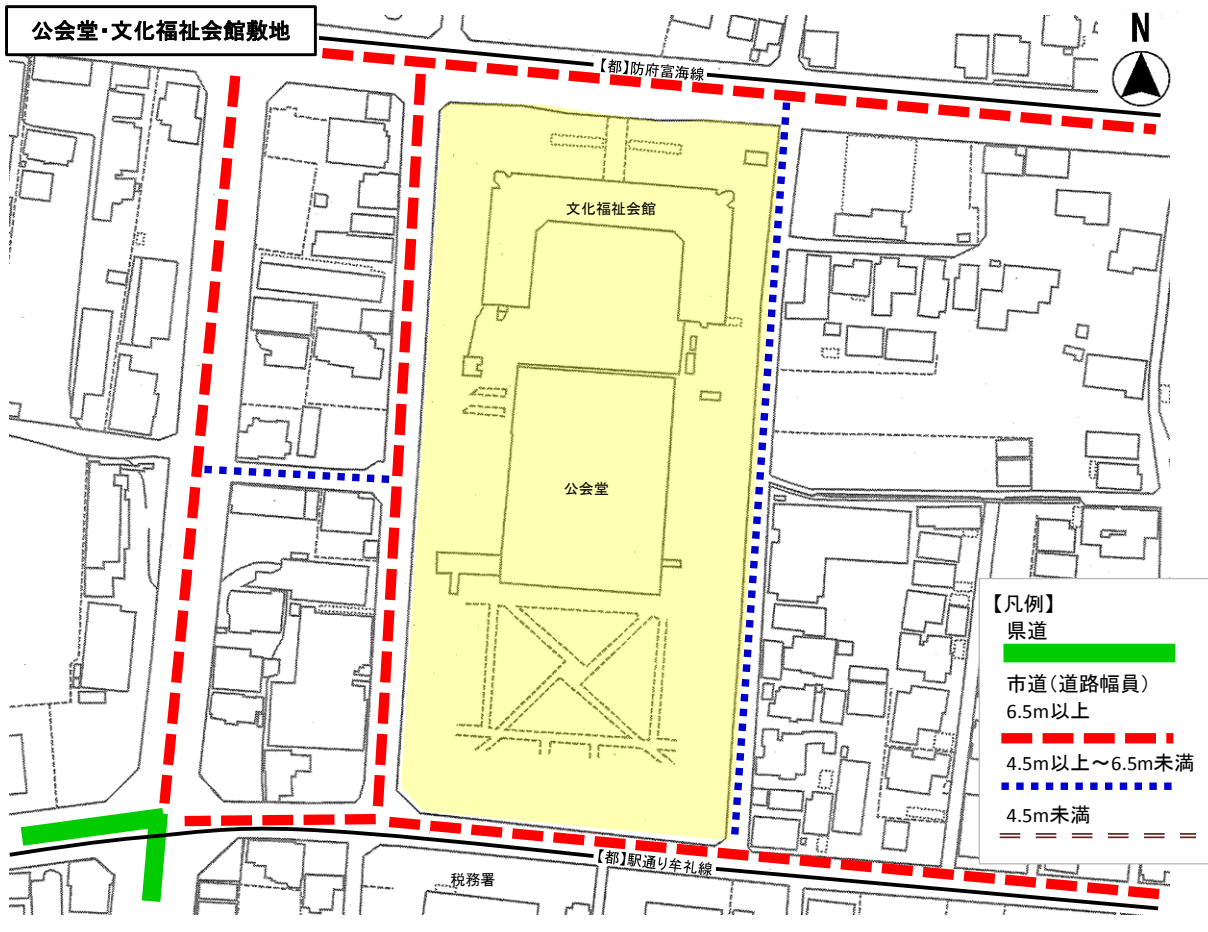 公会堂・文化福祉会館敷地
N
【都】防府富海線
文化福祉会館
公会堂
【凡例】
県道
市道(道路幅員)
6.5m以上
4.5m以上～6.5m未満
4.5m未満
【都】駅通り牟礼線
税務署